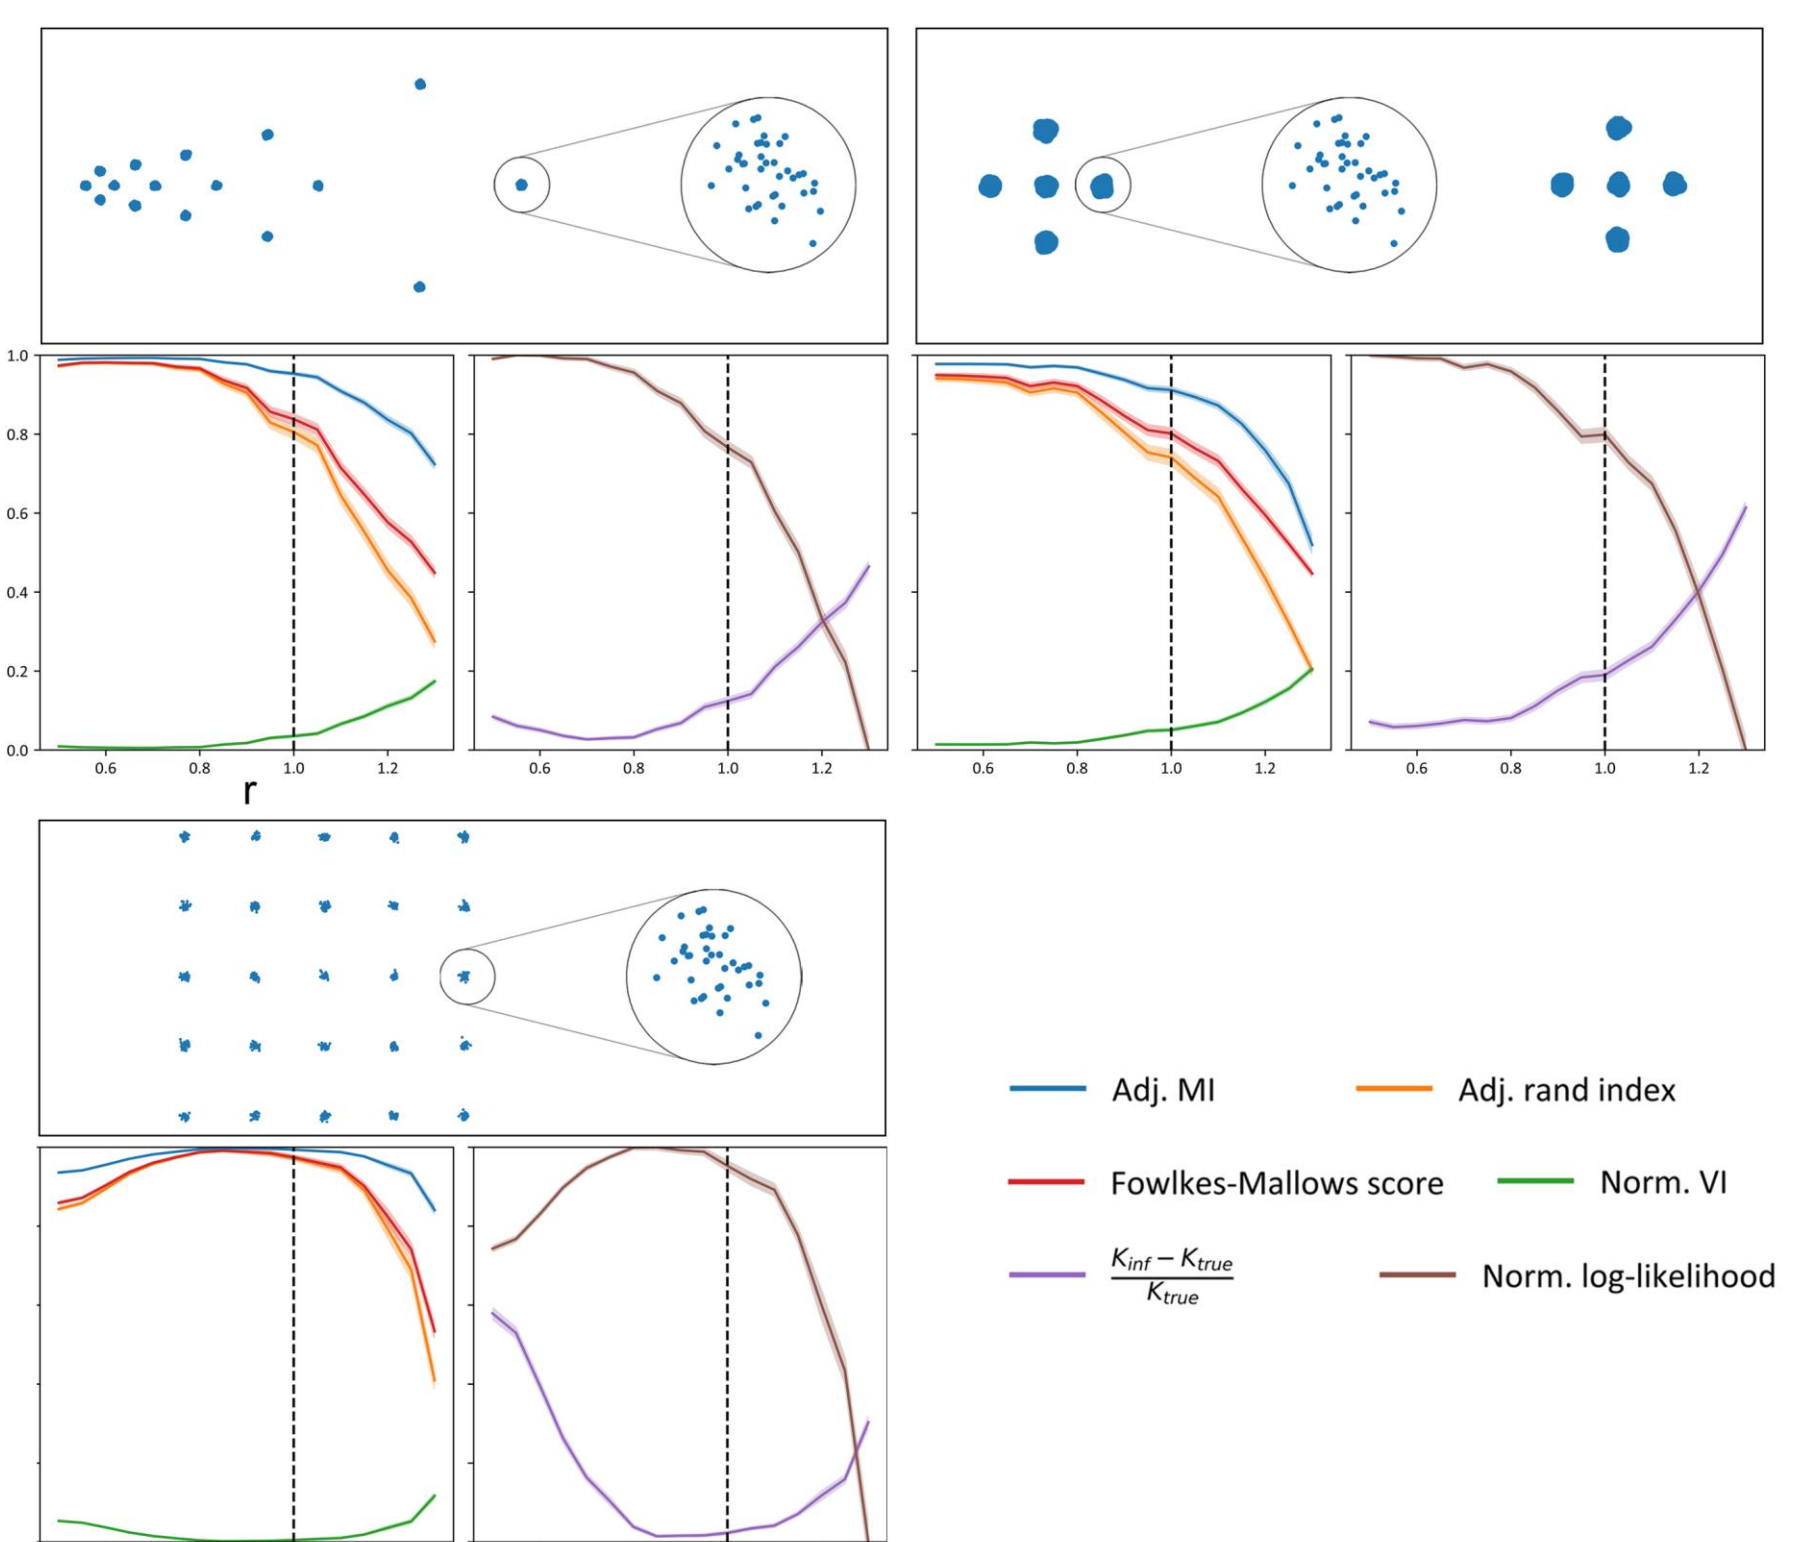 1.0
0.8
0.6
0.4
0.2
0.0
0.6 0.8 1.0 1.2
0.6 0.8 1.0 1.2
0.6 0.8 1.0 1.2
0.6 0.8 1.0 1.2
r
Adj. MI
Adj. rand index
Fowlkes-Mallows score
Norm. VI
K_inf − K_true
K_true
Norm. log-likelihood